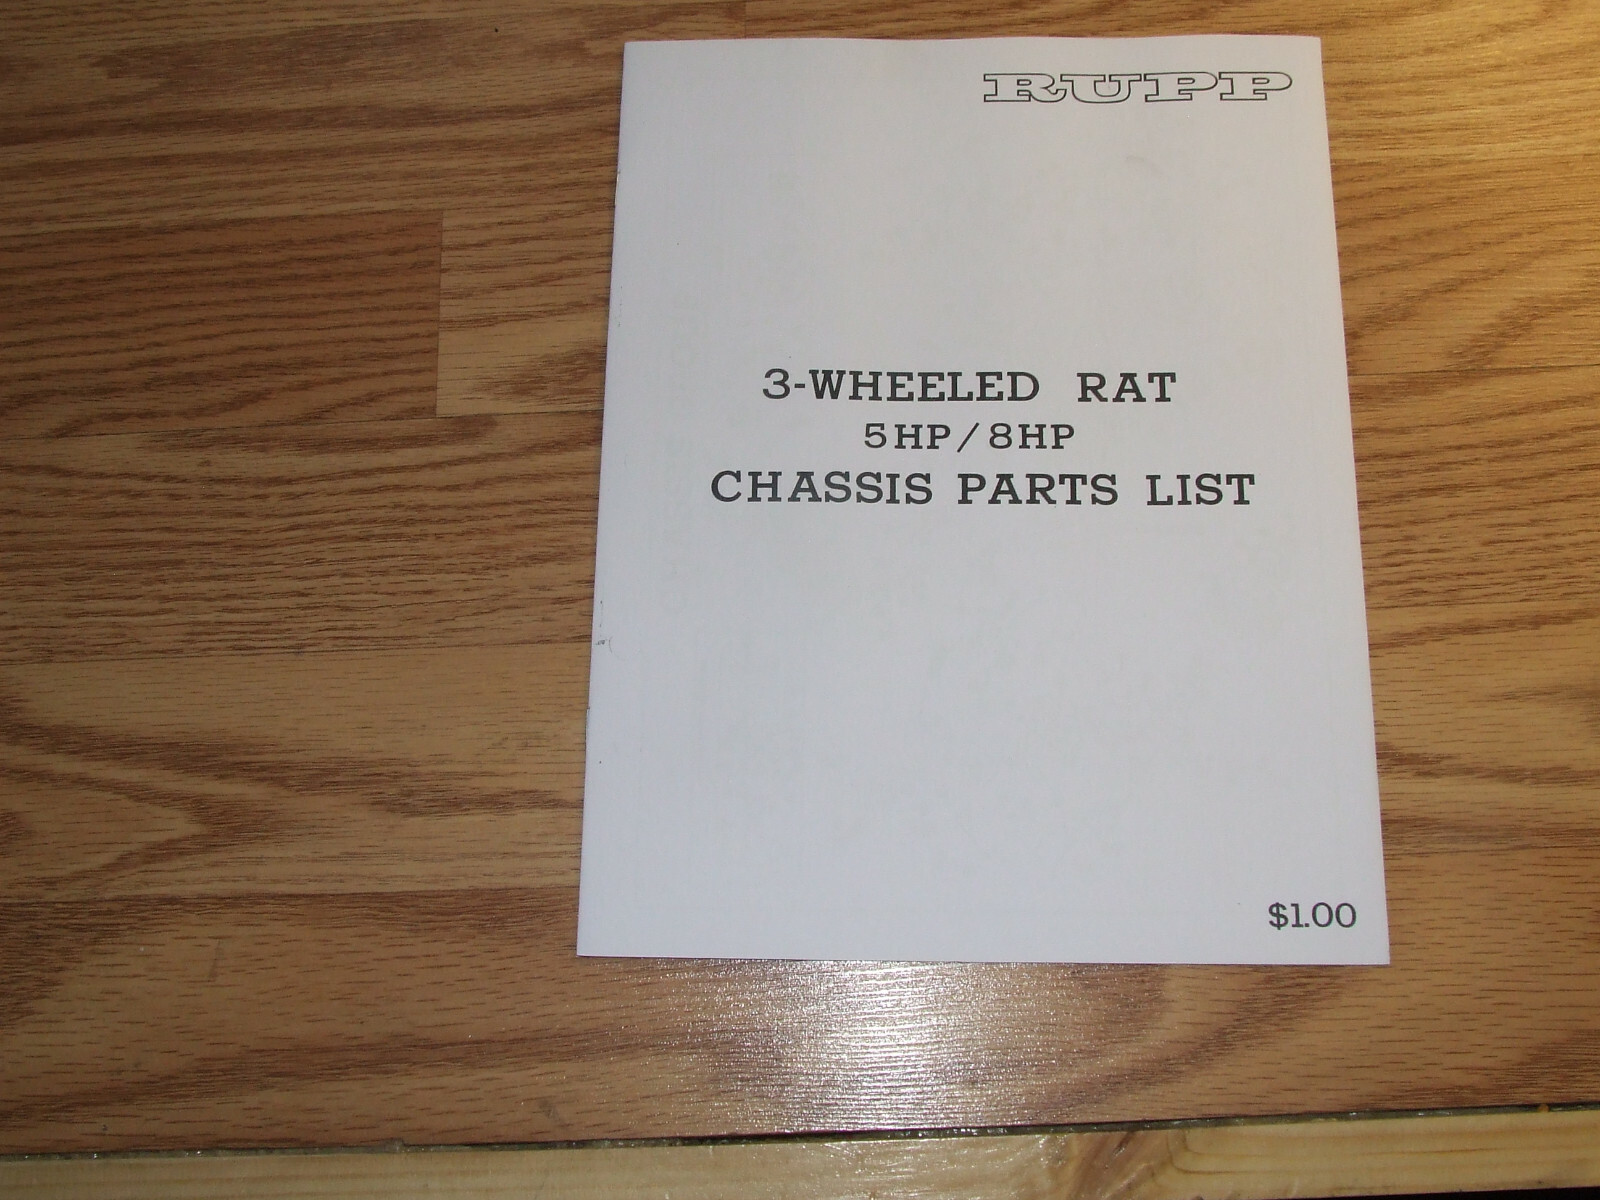 RUPP
3-WHEELED RAT
5HP/8HP
CHASSIS PARTS LIST
$1.00